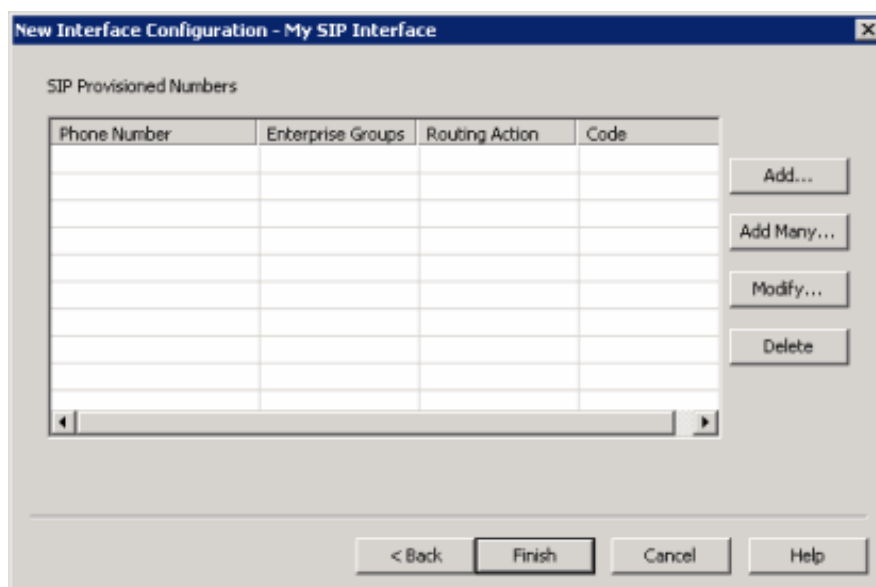 New Interface Configuration - My SIP Interface
SIP Provisioned Numbers
Phone Number Enterprise Groups Routing Action Code
Add...
Add Many...
Modify...
Delete
< Back Finish Cancel Help